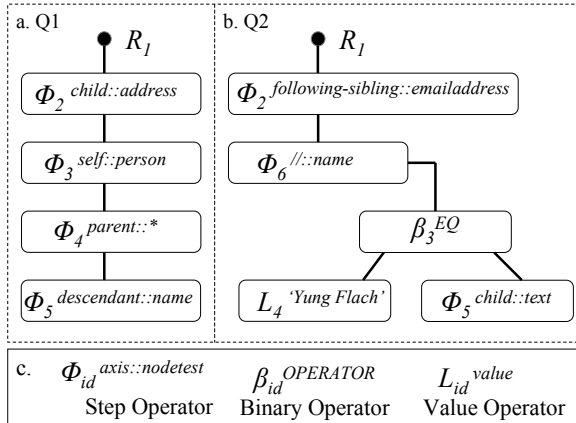 a. Q1
R1
Φ2 child::address
Φ3 self::person
Φ4 parent::*
Φ5 descendant::name
b. Q2
R1
Φ2 following-sibling::emailaddress
Φ6 //::name
β3 EQ
L4 ‘Yung Flach’
Φ5 child::text
c.
Φid axis::nodetest
βid OPERATOR
Lid value
Step Operator
Binary Operator
Value Operator